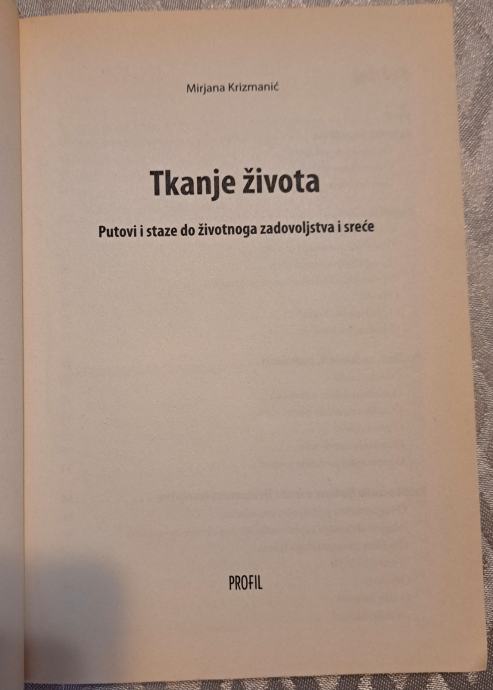 Mirjana Krizmanić
Tkanje života
Putovi i staze do životnoga zadovoljstva i sreće
PROFIL